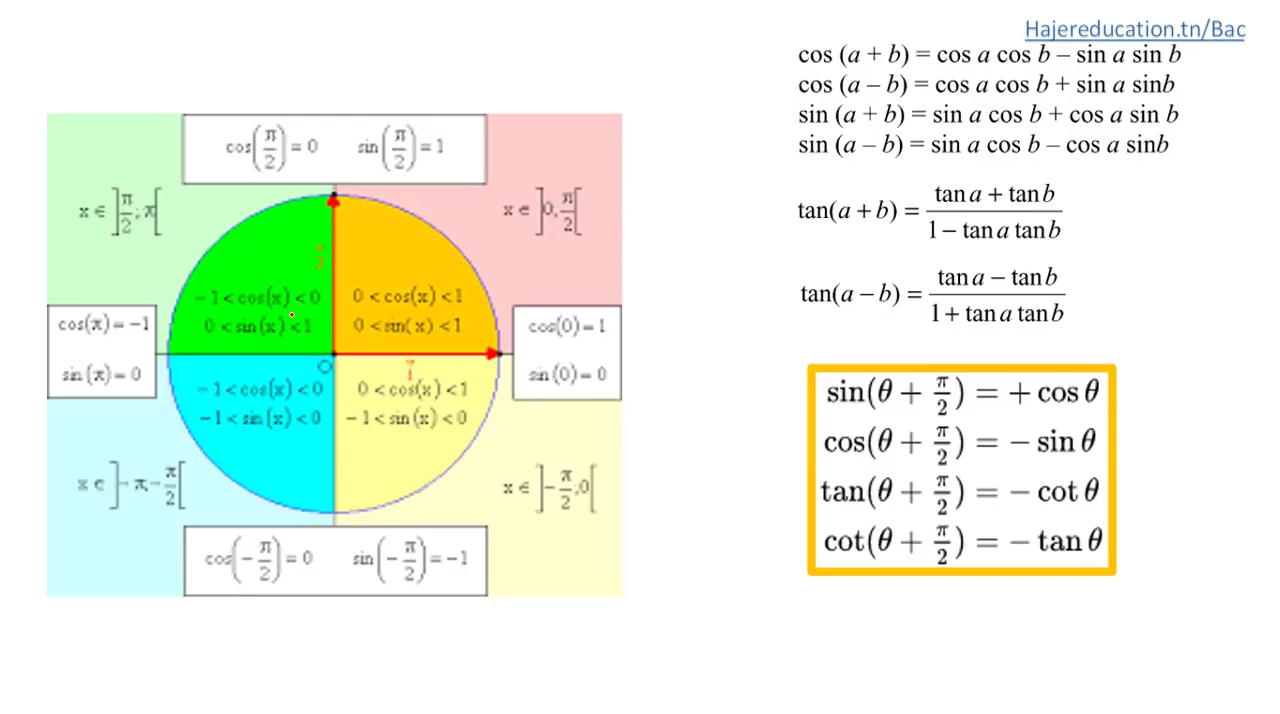 Hajereducation.tn/Bac
cos (a + b) = cos a cos b – sin a sin b
cos (a – b) = cos a cos b + sin a sinb
sin (a + b) = sin a cos b + cos a sin b
sin (a – b) = sin a cos b – cos a sinb
tan(a + b) = (tan a + tan b) / (1 − tan a tan b)
tan(a − b) = (tan a − tan b) / (1 + tan a tan b)
sin(θ + π/2) = + cos θ
cos(θ + π/2) = − sin θ
tan(θ + π/2) = − cot θ
cot(θ + π/2) = − tan θ
cos(π/2) = 0 sin(π/2) = 1
x ∈ ]π/2 ; π[
x ∈ ]0, π/2[
j
− 1 < cos(x) < 0
0 < sin(x) < 1
0 < cos(x) < 1
0 < sin( x) < 1
cos(π) = −1
sin(π) = 0
cos(0) = 1
sin(0) = 0
O
i
− 1 < cos(x) < 0
− 1 < sin(x) < 0
0 < cos(x) < 1
− 1 < sin(x) < 0
x ∈ ]− π, − π/2[
x ∈ ]− π/2 ; 0[
cos(− π/2) = 0 sin(− π/2) = −1